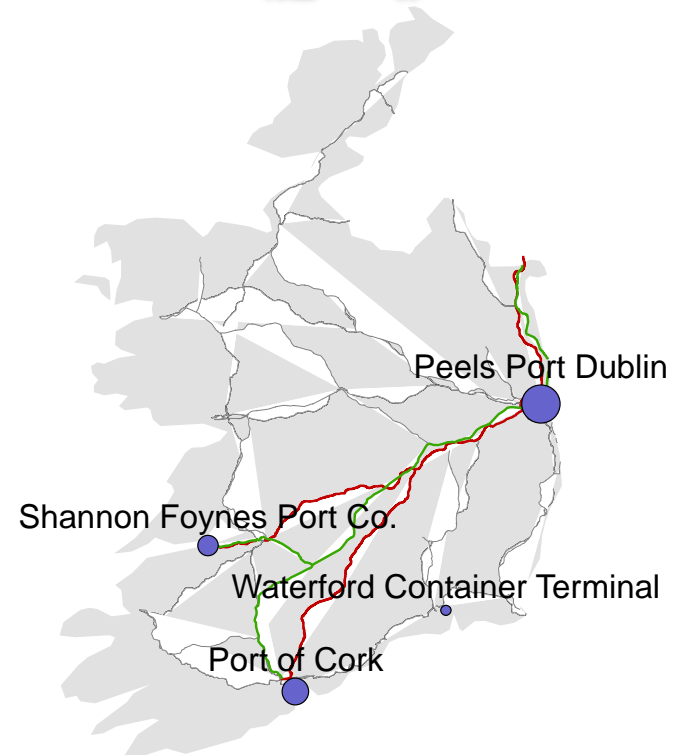 Peels Port Dublin
Shannon Foynes Port Co.
Waterford Container Terminal
Port of Cork